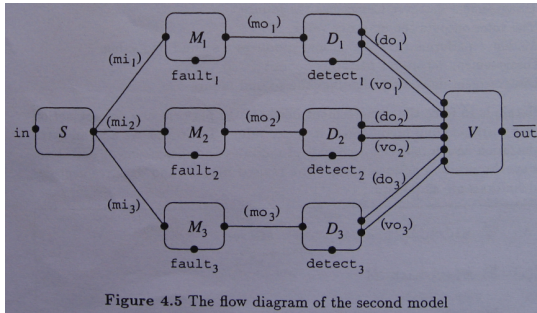 (mo₁)
M₁
D₁
(do₁)
(mi₁)
fault₁
detect₁
(vo₁)
in
S
(mi₂)
M₂
(mo₂)
D₂
(do₂)
(vo₂)
V
out
fault₂
detect₂
(mi₃)
M₃
(mo₃)
D₃
(do₃)
(vo₃)
fault₃
detect₃
Figure 4.5 The flow diagram of the second model